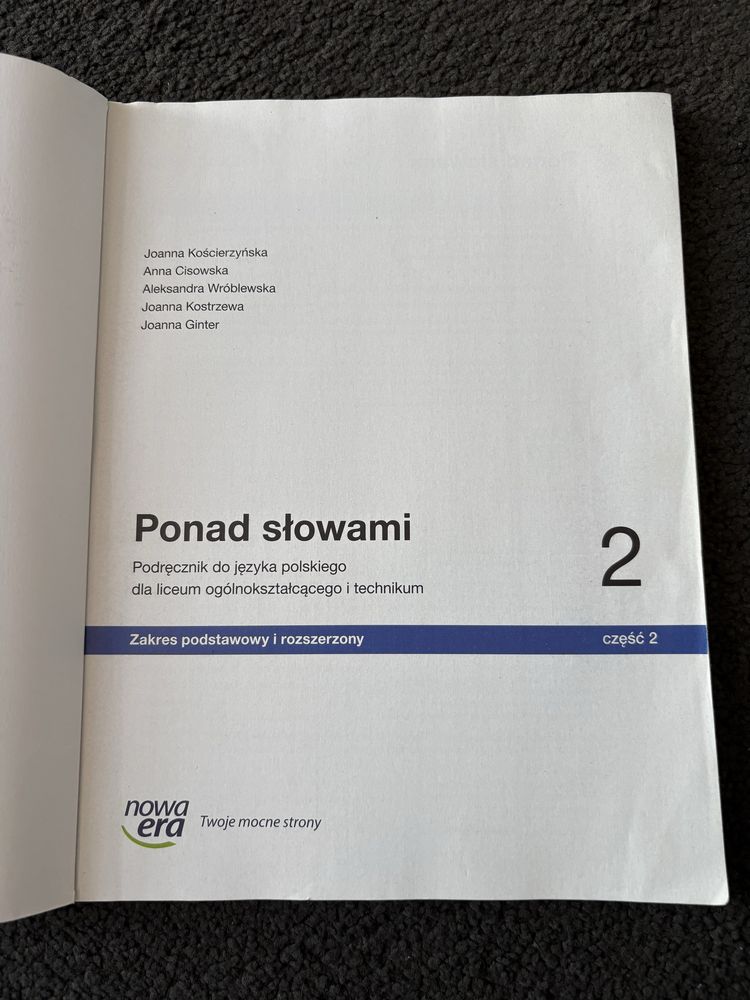 Joanna Kościerzyńska
Anna Cisowska
Aleksandra Wróblewska
Joanna Kostrzewa
Joanna Ginter
Ponad słowami
2
Podręcznik do języka polskiego
dla liceum ogólnokształcącego i technikum
Zakres podstawowy i rozszerzony
część 2
nowa
era
Twoje mocne strony